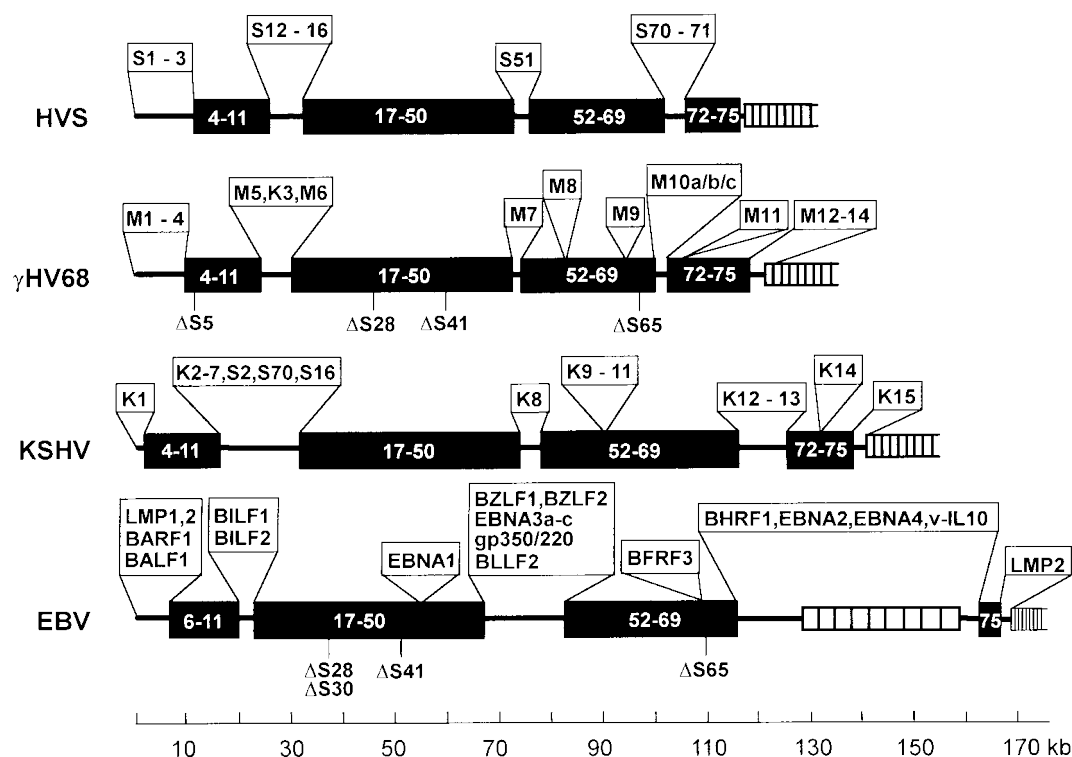 S12 - 16
S70 - 71
S1 - 3
S51
HVS
4-11
17-50
52-69
72-75
M10a/b/c
M5,K3,M6
M8
M1 - 4
M7
M9
M11
M12-14
γHV68
4-11
17-50
52-69
72-75
ΔS5
ΔS28
ΔS41
ΔS65
K2-7,S2,S70,S16
K9 - 11
K14
K1
K8
K12 - 13
K15
KSHV
4-11
17-50
52-69
72-75
LMP1,2
BARF1
BALF1
BILF1
BILF2
EBNA1
BZLF1,BZLF2
EBNA3a-c
gp350/220
BLLF2
BFRF3
BHRF1,EBNA2,EBNA4,v-IL10
LMP2
EBV
6-11
17-50
52-69
75
ΔS28
ΔS30
ΔS41
ΔS65
10 30 50 70 90 110 130 150 170 kb